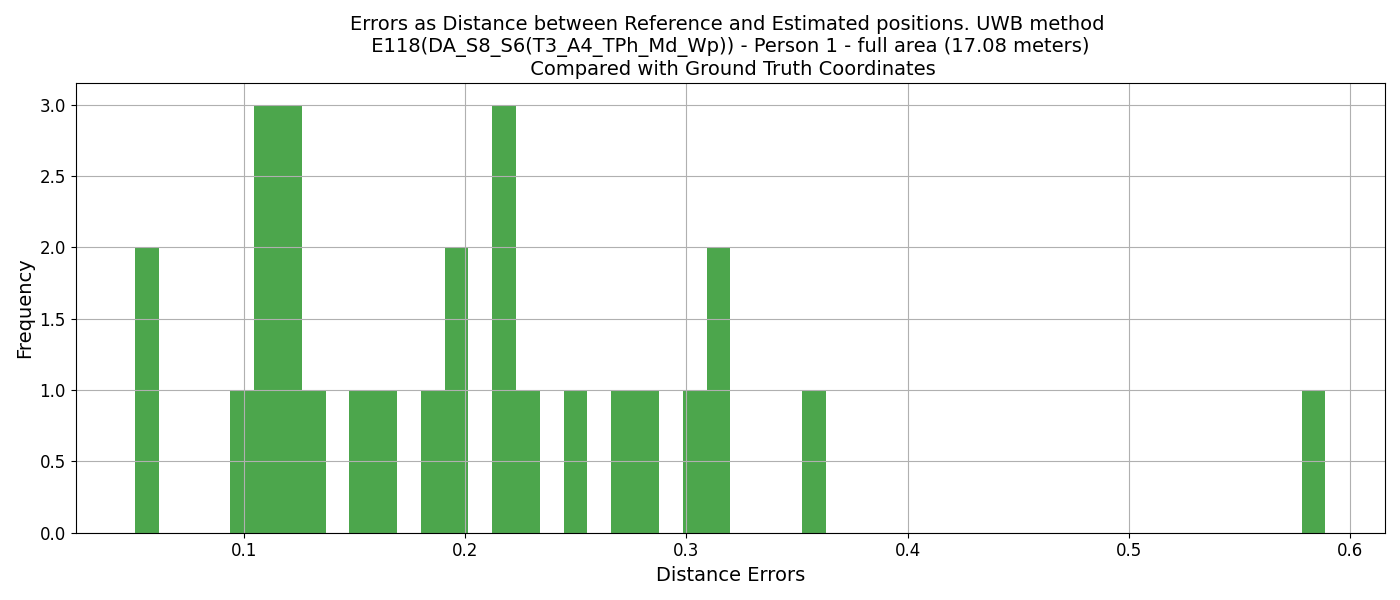 Errors as Distance between Reference and Estimated positions. UWB method
E118(DA_S8_S6(T3_A4_TPh_Md_Wp)) - Person 1 - full area (17.08 meters)
Compared with Ground Truth Coordinates
Frequency
3.0
2.5
2.0
1.5
1.0
0.5
0.0
0.1 0.2 0.3 0.4 0.5 0.6
Distance Errors